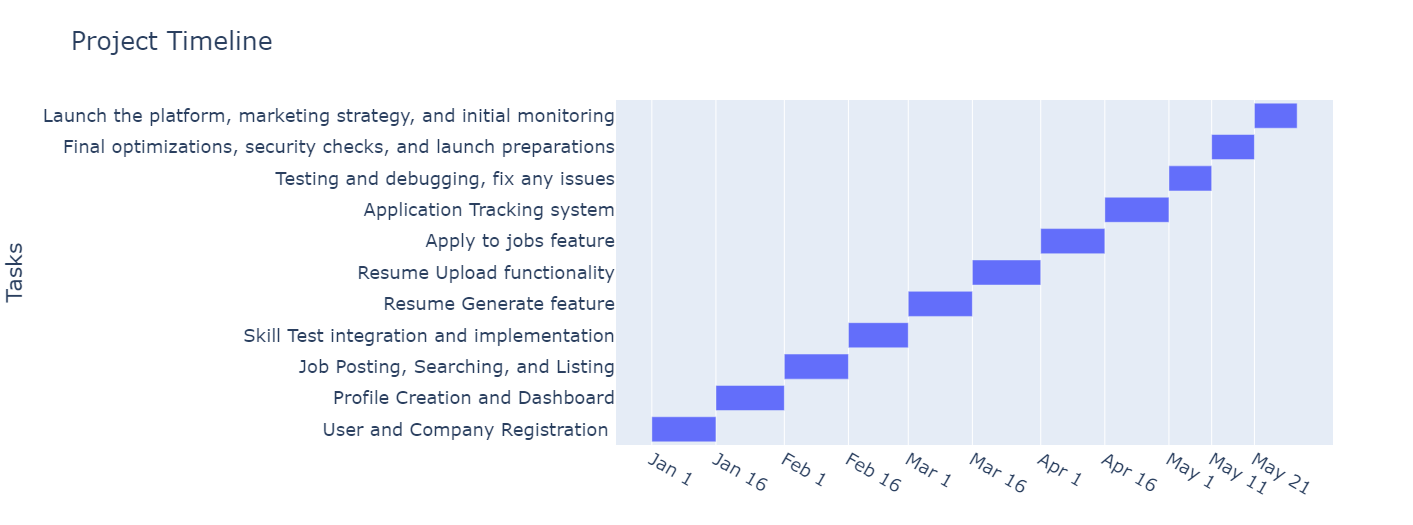 Project Timeline
Launch the platform, marketing strategy, and initial monitoring
Final optimizations, security checks, and launch preparations
Testing and debugging, fix any issues
Application Tracking system
Apply to jobs feature
Resume Upload functionality
Resume Generate feature
Skill Test integration and implementation
Job Posting, Searching, and Listing
Profile Creation and Dashboard
User and Company Registration
Tasks
Jan 1
Jan 16
Feb 1
Feb 16
Mar 1
Mar 16
Apr 1
Apr 16
May 1
May 11
May 21